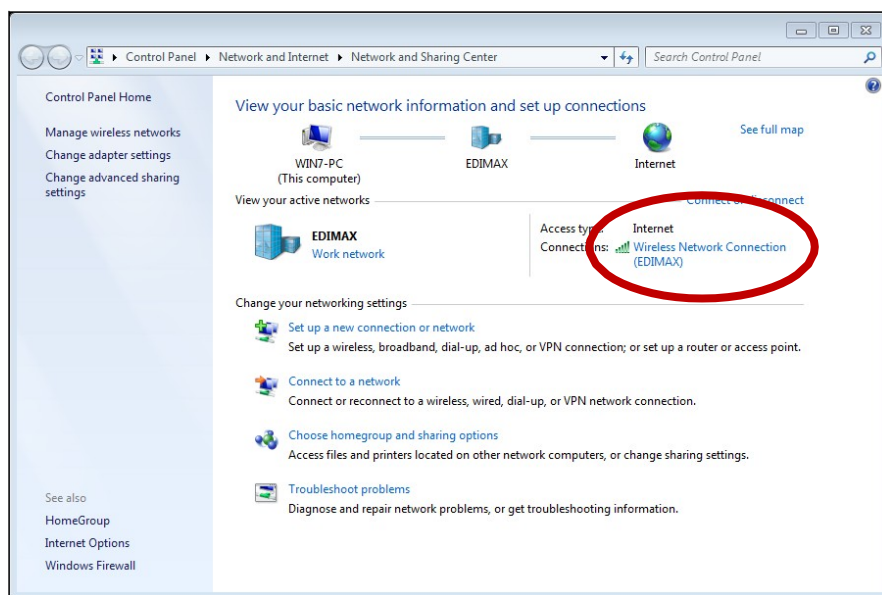 Control Panel Network and Internet Network and Sharing Center Search Control Panel
Control Panel Home
Manage wireless networks
Change adapter settings
Change advanced sharing
settings
See also
HomeGroup
Internet Options
Windows Firewall
View your basic network information and set up connections
See full map
WIN7-PC
(This computer)
EDIMAX
Internet
View your active networks
Connect or disconnect
EDIMAX
Work network
Access type: Internet
Connections: Wireless Network Connection
(EDIMAX)
Change your networking settings
Set up a new connection or network
Set up a wireless, broadband, dial-up, ad hoc, or VPN connection; or set up a router or access point.
Connect to a network
Connect or reconnect to a wireless, wired, dial-up, or VPN network connection.
Choose homegroup and sharing options
Access files and printers located on other network computers, or change sharing settings.
Troubleshoot problems
Diagnose and repair network problems, or get troubleshooting information.